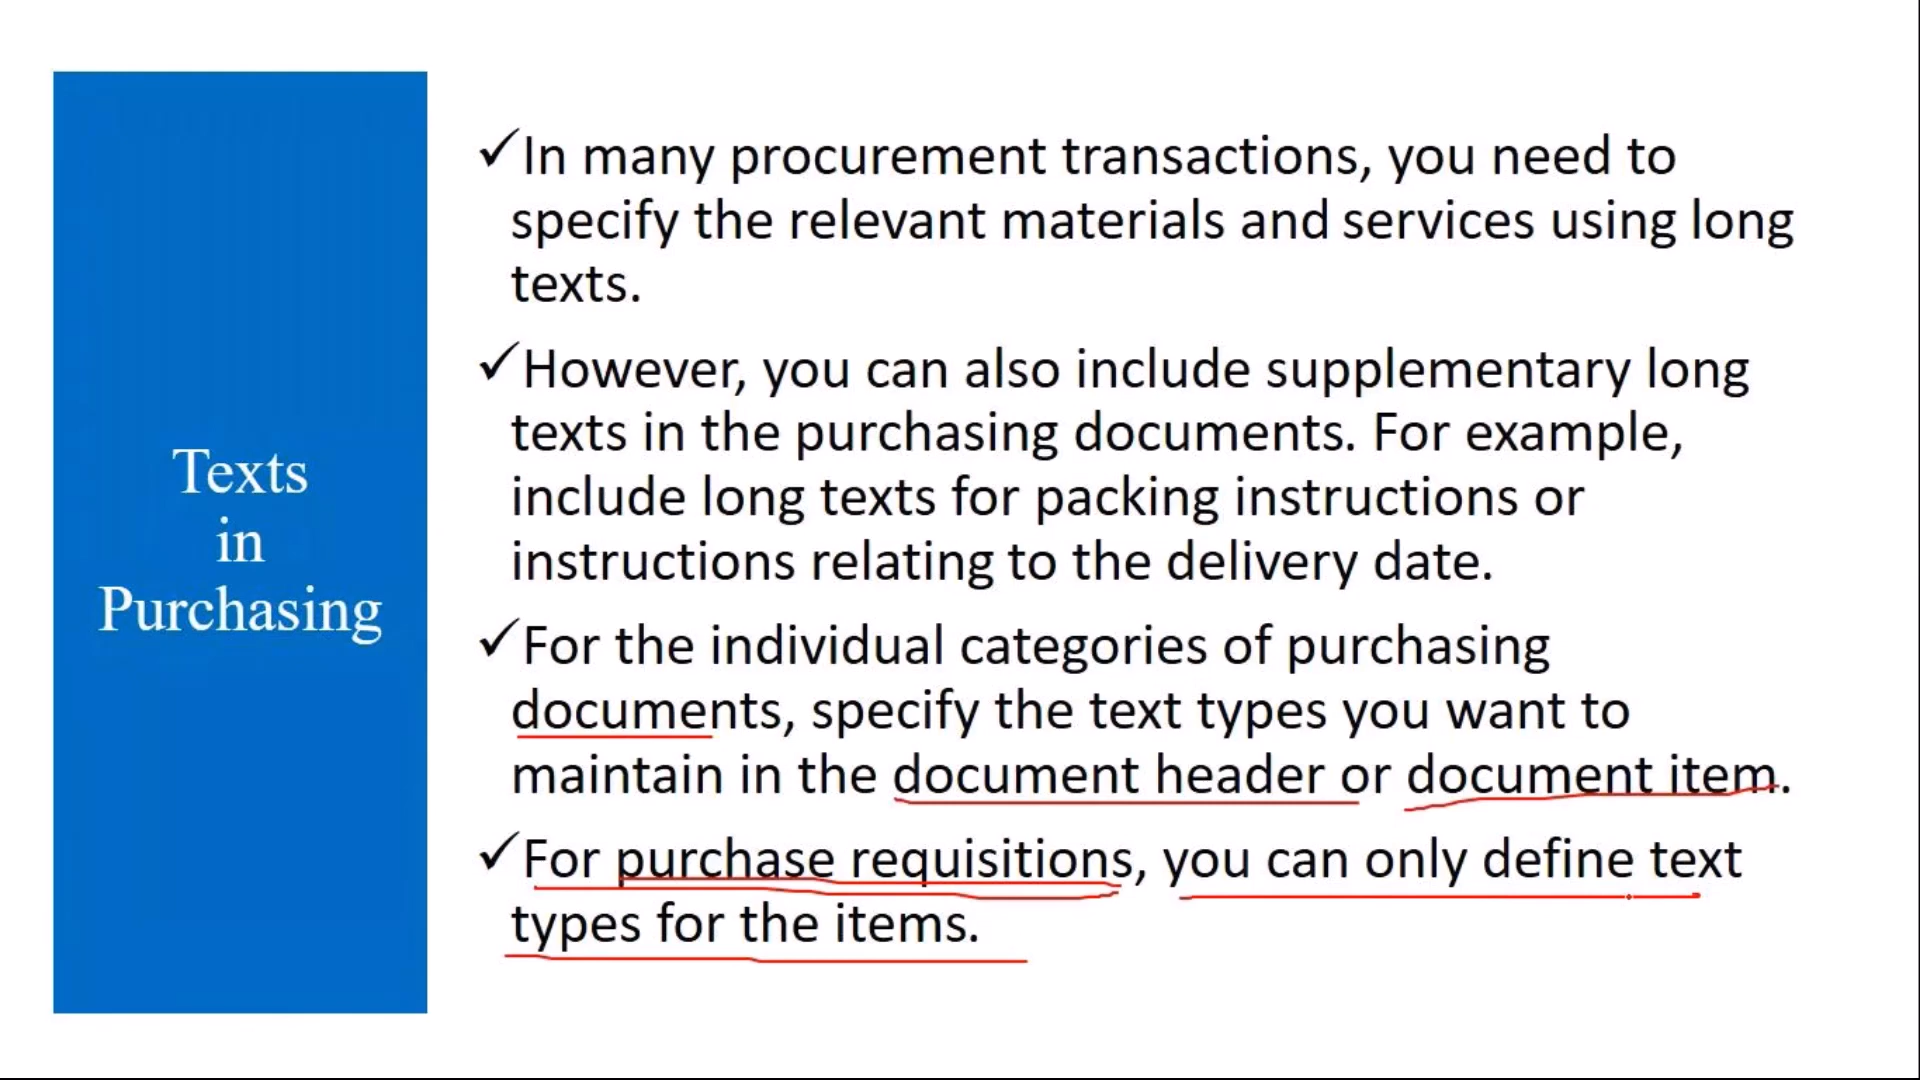 Texts
in
Purchasing
✓In many procurement transactions, you need to
specify the relevant materials and services using long
texts.
✓However, you can also include supplementary long
texts in the purchasing documents. For example,
include long texts for packing instructions or
instructions relating to the delivery date.
✓For the individual categories of purchasing
documents, specify the text types you want to
maintain in the document header or document item.
✓For purchase requisitions, you can only define text
types for the items.